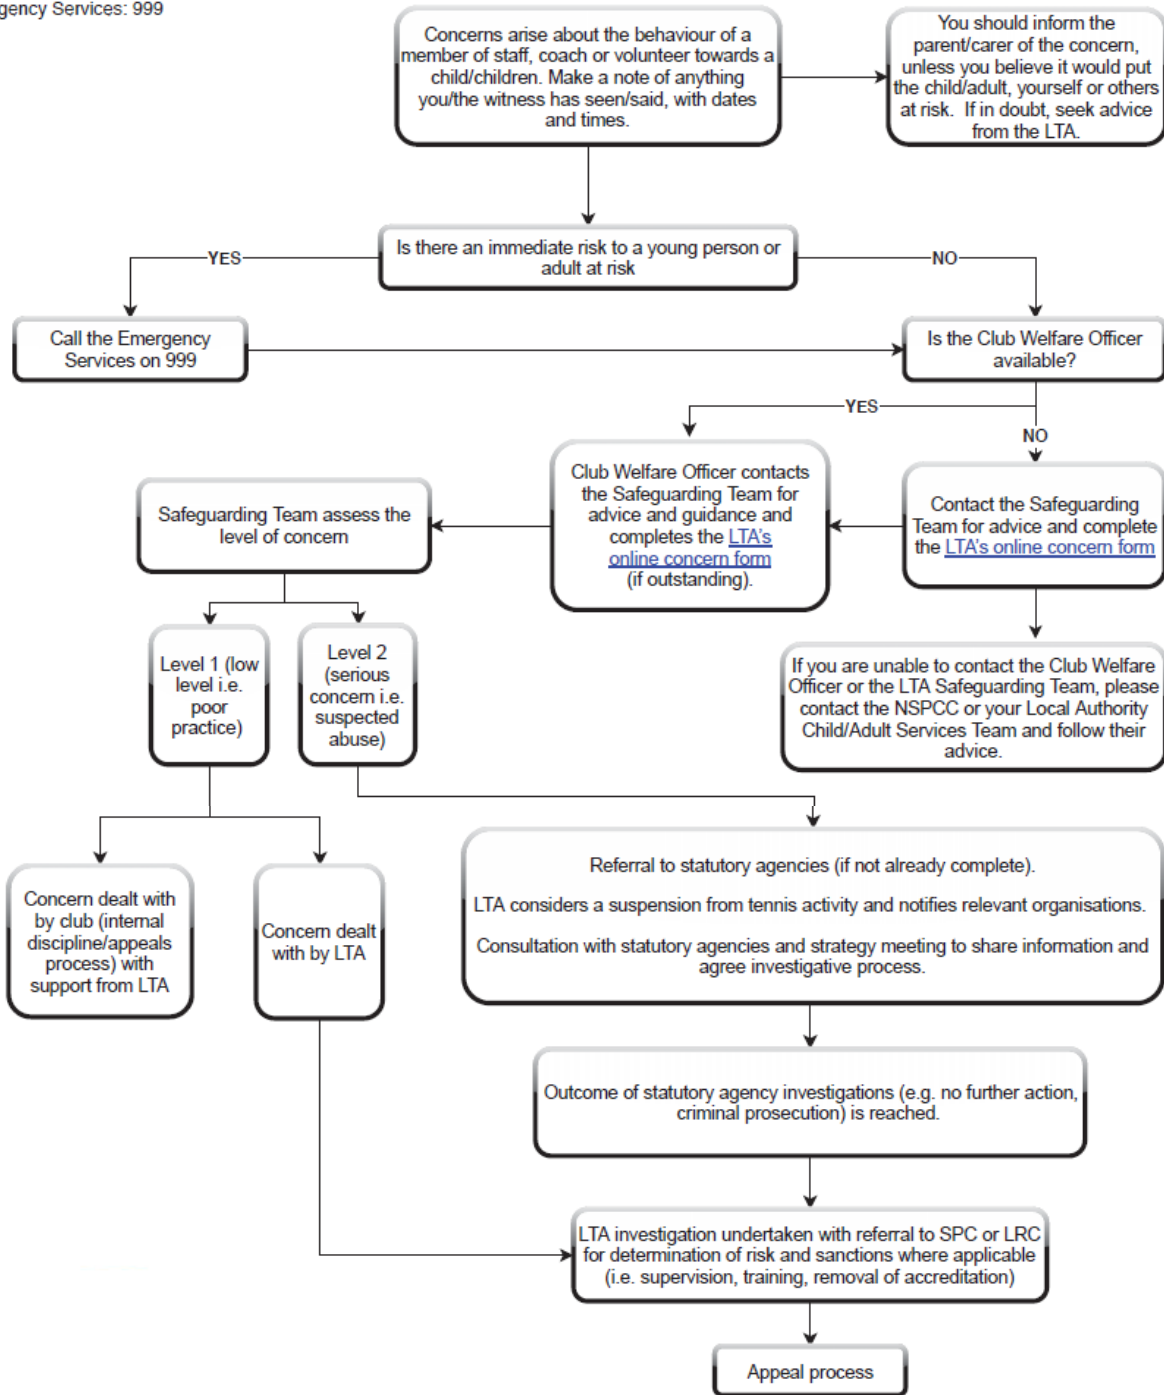 gency Services: 999
Concerns arise about the behaviour of a
member of staff, coach or volunteer towards a
child/children. Make a note of anything
you/the witness has seen/said, with dates
and times.
You should inform the
parent/carer of the concern,
unless you believe it would put
the child/adult, yourself or others
at risk. If in doubt, seek advice
from the LTA.
Is there an immediate risk to a young person or
adult at risk
YES
NO
Call the Emergency
Services on 999
Is the Club Welfare Officer
available?
YES
NO
Club Welfare Officer contacts
the Safeguarding Team for
advice and guidance and
completes the LTA's
online concern form
(if outstanding).
Contact the Safeguarding
Team for advice and complete
the LTA's online concern form
Safeguarding Team assess the
level of concern
Level 1 (low
level i.e.
poor
practice)
Level 2
(serious
concern i.e.
suspected
abuse)
If you are unable to contact the Club Welfare
Officer or the LTA Safeguarding Team, please
contact the NSPCC or your Local Authority
Child/Adult Services Team and follow their
advice.
Concern dealt with
by club (internal
discipline/appeals
process) with
support from LTA
Concern dealt
with by LTA
Referral to statutory agencies (if not already complete).
LTA considers a suspension from tennis activity and notifies relevant organisations.
Consultation with statutory agencies and strategy meeting to share information and
agree investigative process.
Outcome of statutory agency investigations (e.g. no further action,
criminal prosecution) is reached.
LTA investigation undertaken with referral to SPC or LRC
for determination of risk and sanctions where applicable
(i.e. supervision, training, removal of accreditation)
Appeal process